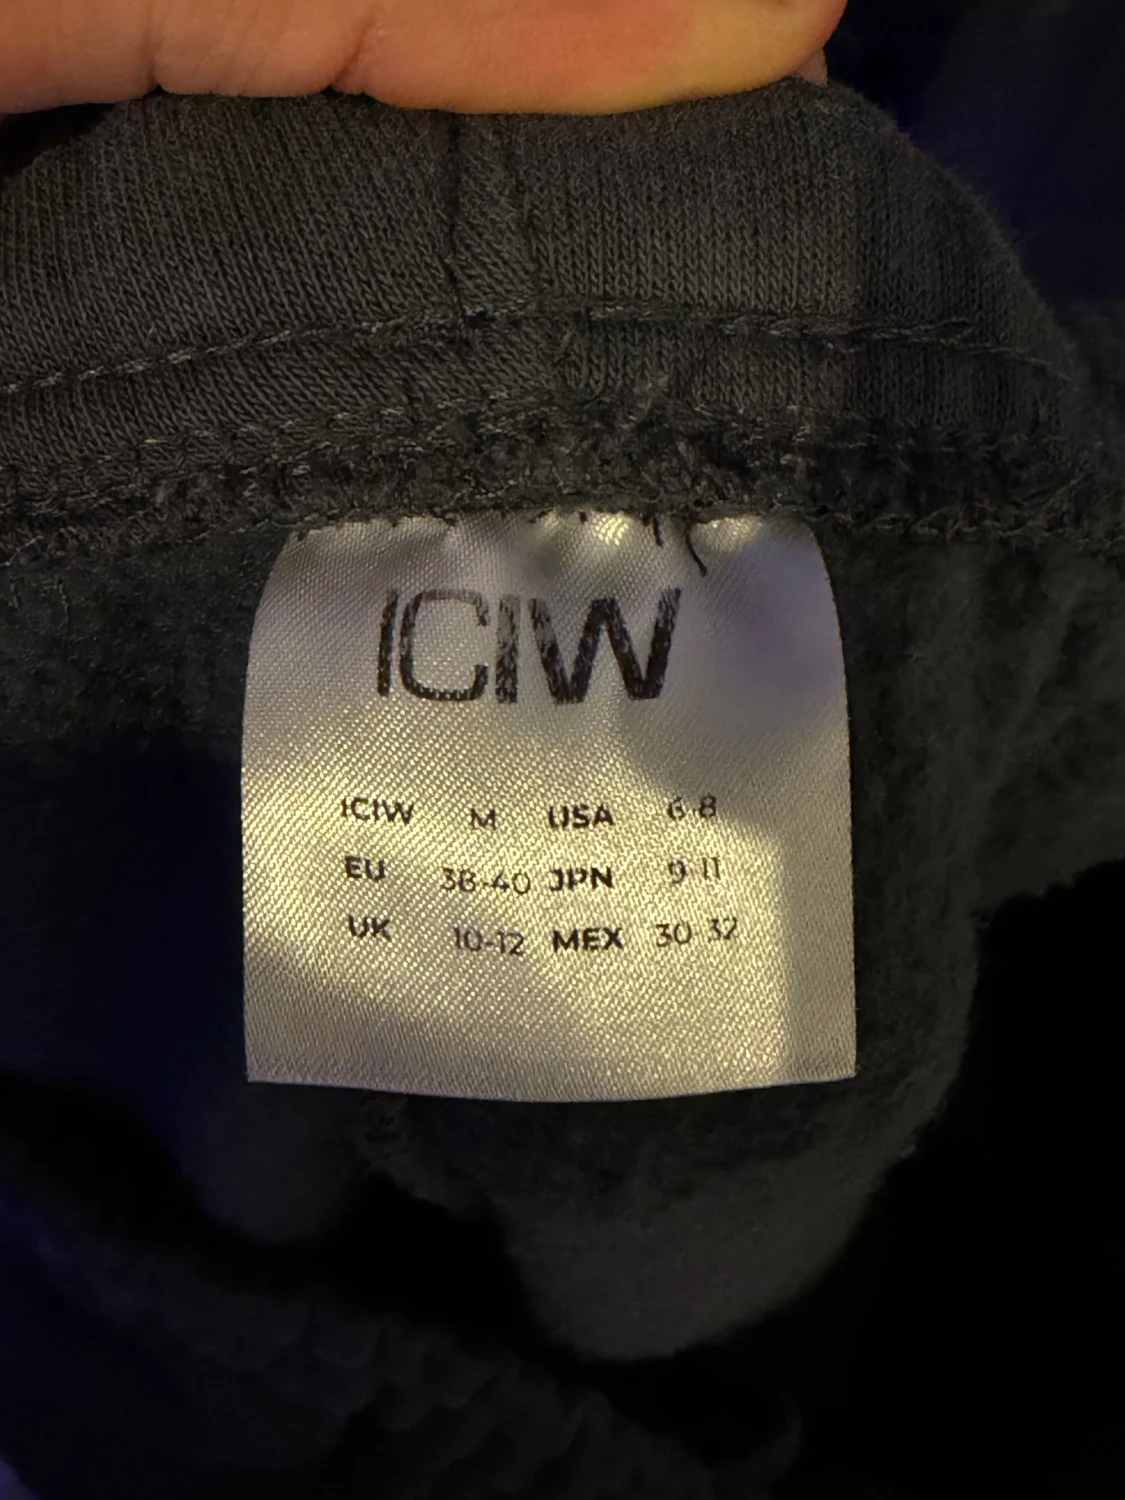 ICIW
ICIW M USA 6-8
EU 38-40 JPN 9-11
UK 10-12 MEX 30-32